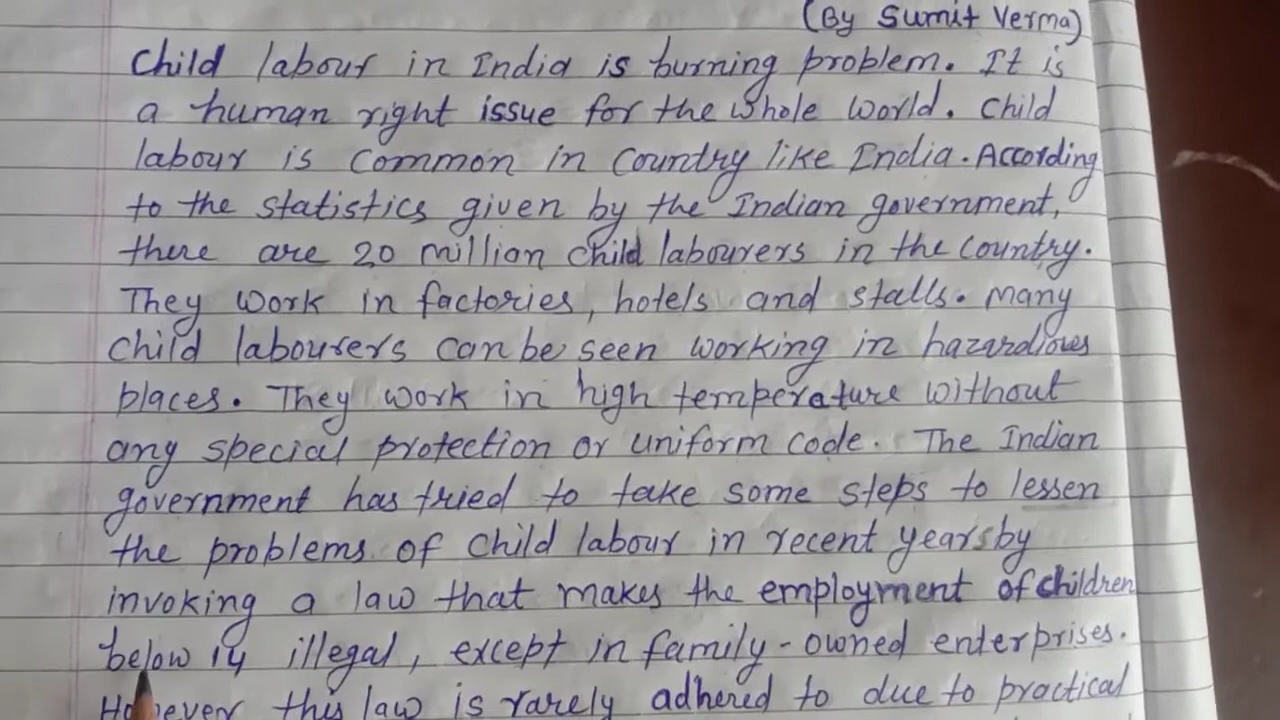 (By Sumit Verma)
Child labour in India is burning problem. It is
a human right issue for the whole world. Child
labour is common in country like India. According
to the statistics given by the Indian government,
there are 20 million child labourers in the country.
They work in factories, hotels and stalls. Many
child labourers can be seen working in hazardious
places. They work in high temperature without
any special protection or uniform code. The Indian
government has tried to take some steps to lessen
the problems of child labour in recent years by
invoking a law that makes the employment of children
below 14 illegal, except in family-owned enterprises.
However this law is rarely adhered to due to practical